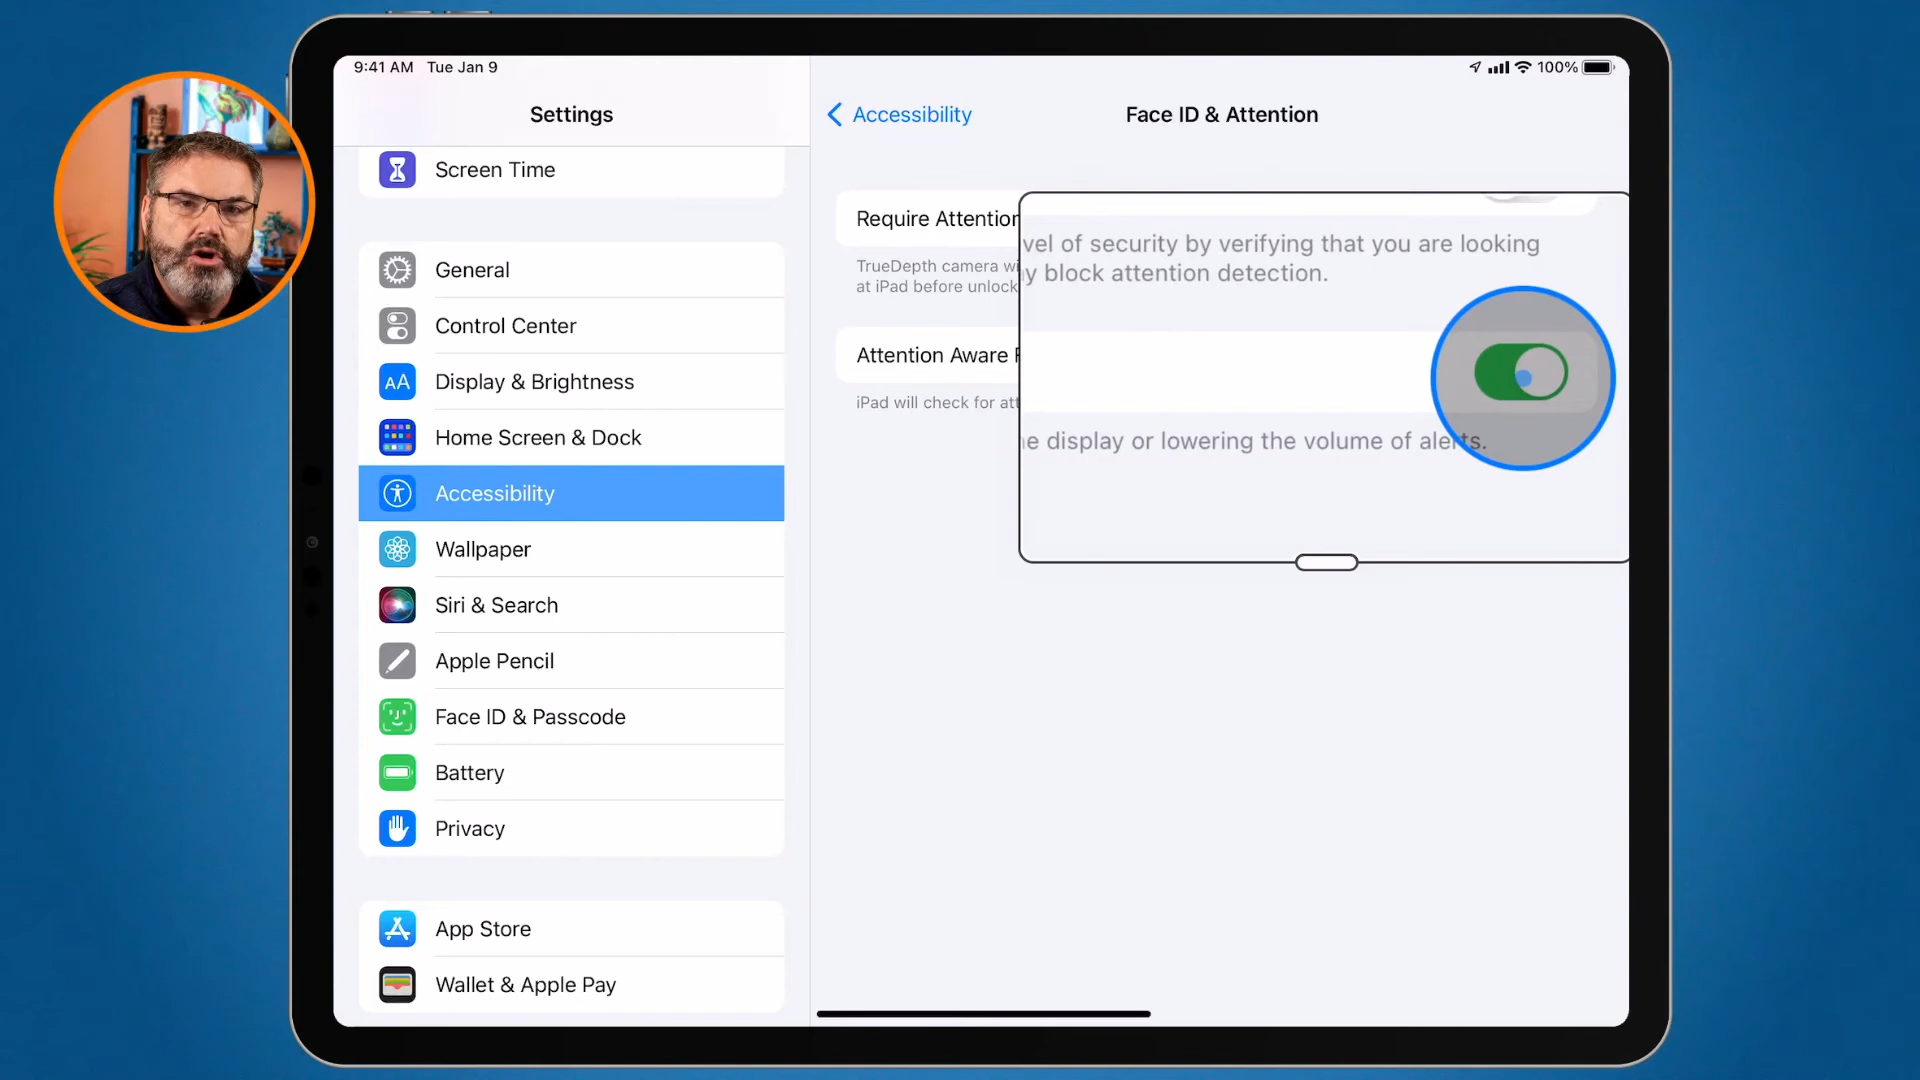 9:41 AM Tue Jan 9
100%
Settings
Screen Time
General
Control Center
AA Display & Brightness
Home Screen & Dock
Accessibility
Wallpaper
Siri & Search
Apple Pencil
Face ID & Passcode
Battery
Privacy
App Store
Wallet & Apple Pay
Accessibility
Face ID & Attention
Require Attention
TrueDepth camera wi
at iPad before unlock
Attention Aware F
iPad will check for att
vel of security by verifying that you are looking
y block attention detection.
e display or lowering the volume of alerts.